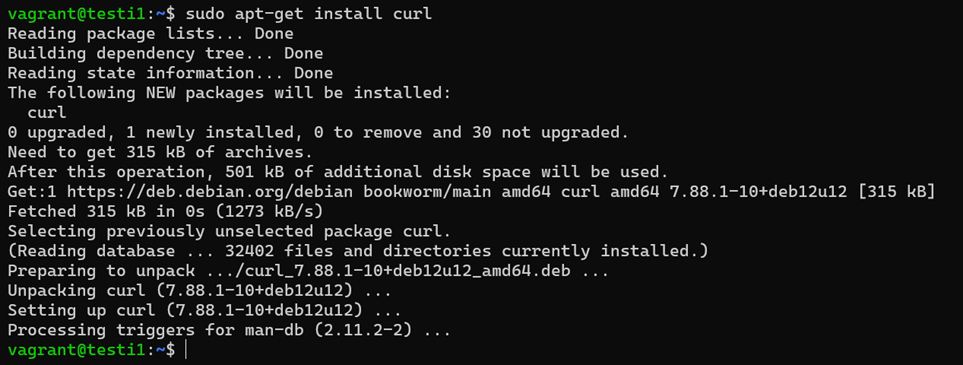 vagrant@testi1:~$ sudo apt-get install curl
Reading package lists... Done
Building dependency tree... Done
Reading state information... Done
The following NEW packages will be installed:
  curl
0 upgraded, 1 newly installed, 0 to remove and 30 not upgraded.
Need to get 315 kB of archives.
After this operation, 501 kB of additional disk space will be used.
Get:1 https://deb.debian.org/debian bookworm/main amd64 curl amd64 7.88.1-10+deb12u12 [315 kB]
Fetched 315 kB in 0s (1273 kB/s)
Selecting previously unselected package curl.
(Reading database ... 32402 files and directories currently installed.)
Preparing to unpack .../curl_7.88.1-10+deb12u12_amd64.deb ...
Unpacking curl (7.88.1-10+deb12u12) ...
Setting up curl (7.88.1-10+deb12u12) ...
Processing triggers for man-db (2.11.2-2) ...
vagrant@testi1:~$